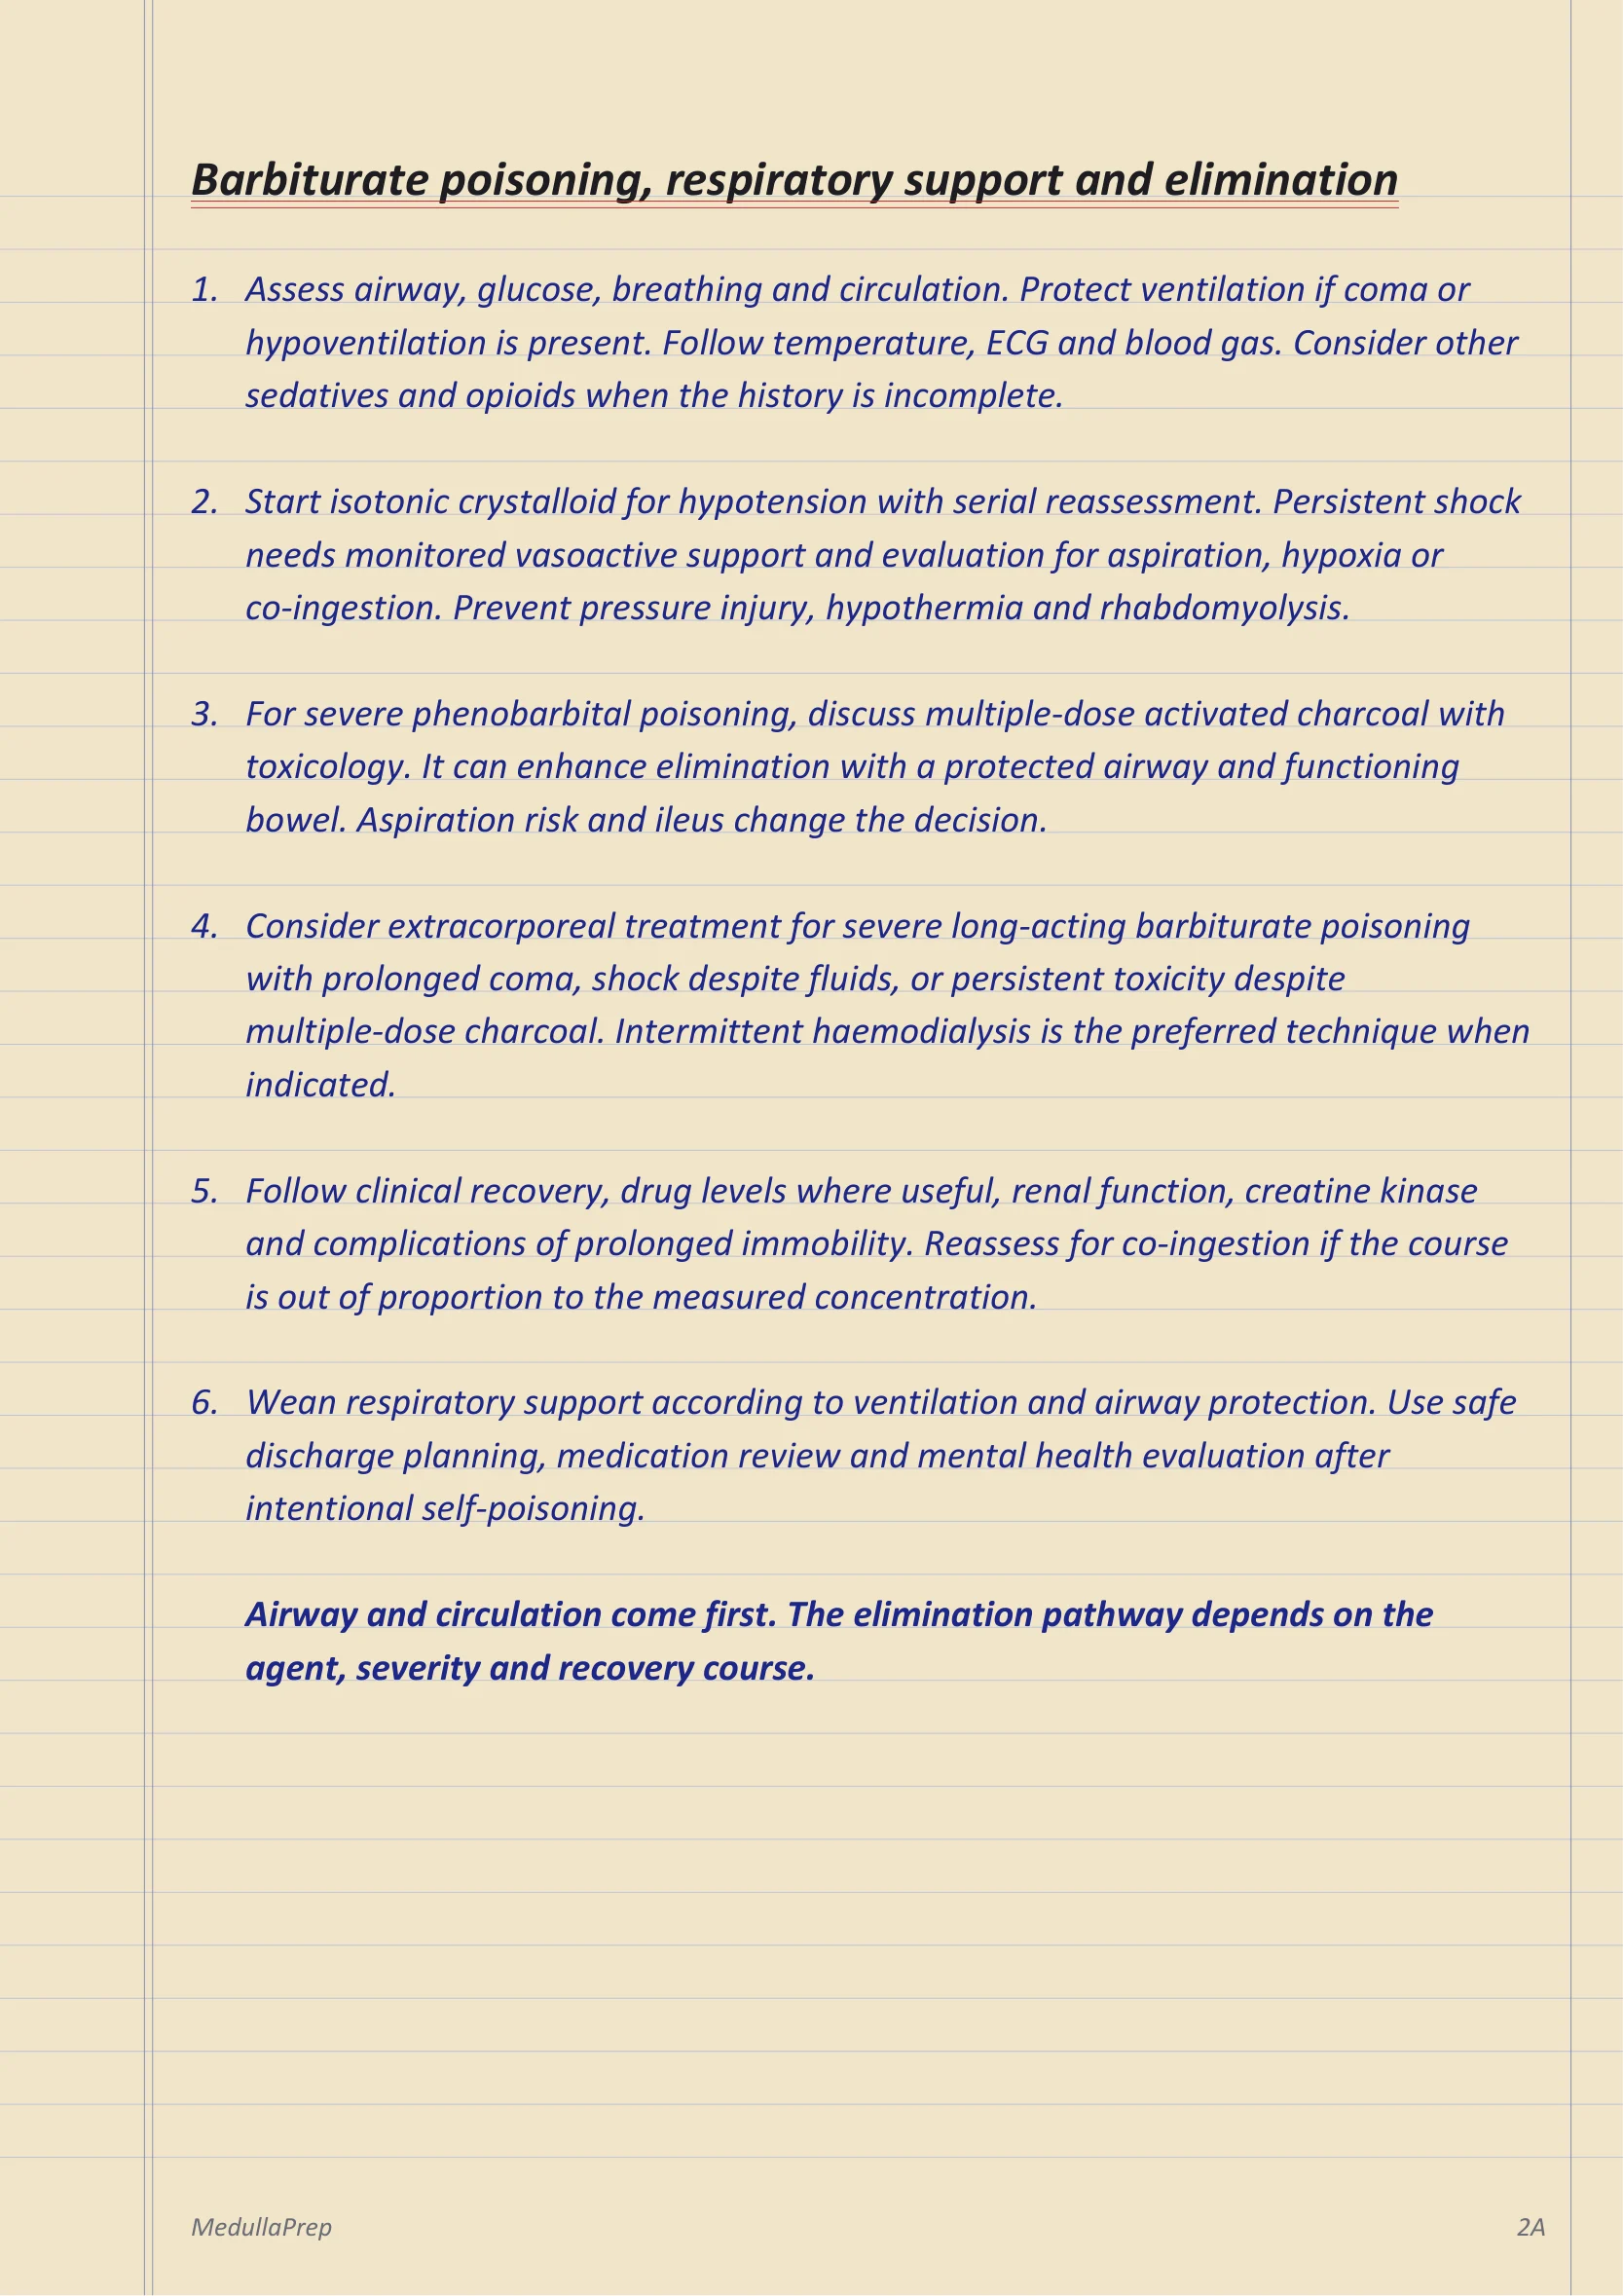 Barbiturate poisoning, respiratory support and elimination
1. Assess airway, glucose, breathing and circulation. Protect ventilation if coma or
hypoventilation is present. Follow temperature, ECG and blood gas. Consider other
sedatives and opioids when the history is incomplete.
2. Start isotonic crystalloid for hypotension with serial reassessment. Persistent shock
needs monitored vasoactive support and evaluation for aspiration, hypoxia or
co-ingestion. Prevent pressure injury, hypothermia and rhabdomyolysis.
3. For severe phenobarbital poisoning, discuss multiple-dose activated charcoal with
toxicology. It can enhance elimination with a protected airway and functioning
bowel. Aspiration risk and ileus change the decision.
4. Consider extracorporeal treatment for severe long-acting barbiturate poisoning
with prolonged coma, shock despite fluids, or persistent toxicity despite
multiple-dose charcoal. Intermittent haemodialysis is the preferred technique when
indicated.
5. Follow clinical recovery, drug levels where useful, renal function, creatine kinase
and complications of prolonged immobility. Reassess for co-ingestion if the course
is out of proportion to the measured concentration.
6. Wean respiratory support according to ventilation and airway protection. Use safe
discharge planning, medication review and mental health evaluation after
intentional self-poisoning.
Airway and circulation come first. The elimination pathway depends on the
agent, severity and recovery course.
MedullaPrep
2A